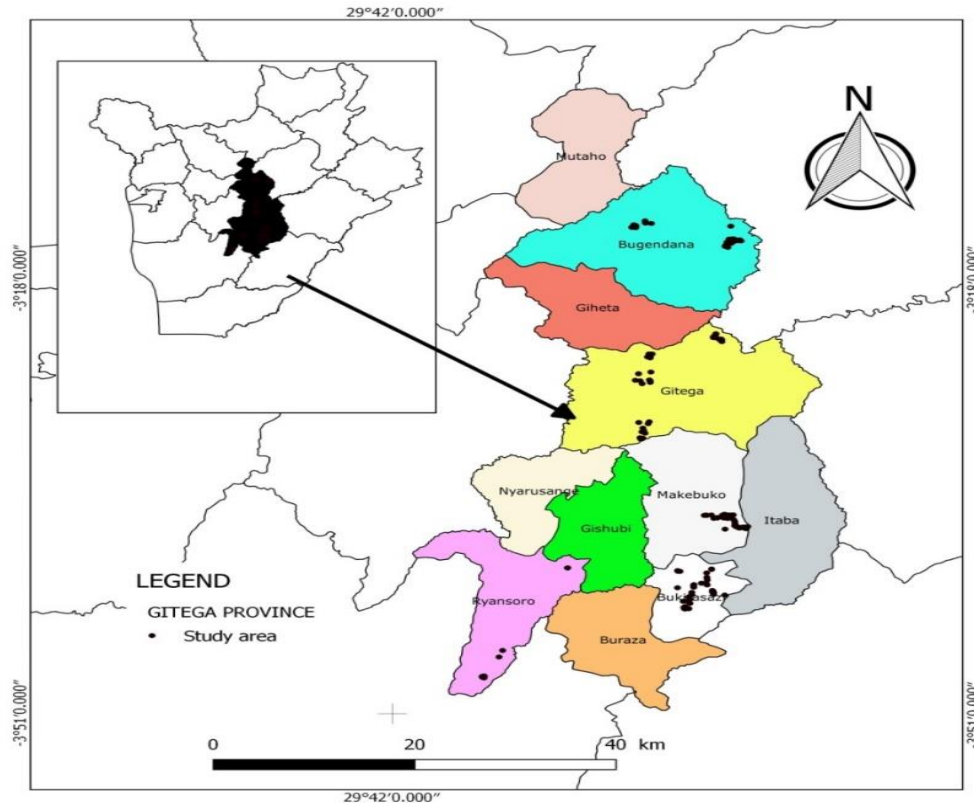 29°42′0.000″
N
Mutaho
Bugendana
-3°18′0.000″
-3°18′0.000″
Giheta
Gitega
Nyarusange
Makebuko
Itaba
Gishubi
LEGEND
GITEGA PROVINCE
Study area
Ryansoro
Buraza
-3°51′0.000″
-3°51′0.000″
0 20 40 km
29°42′0.000″